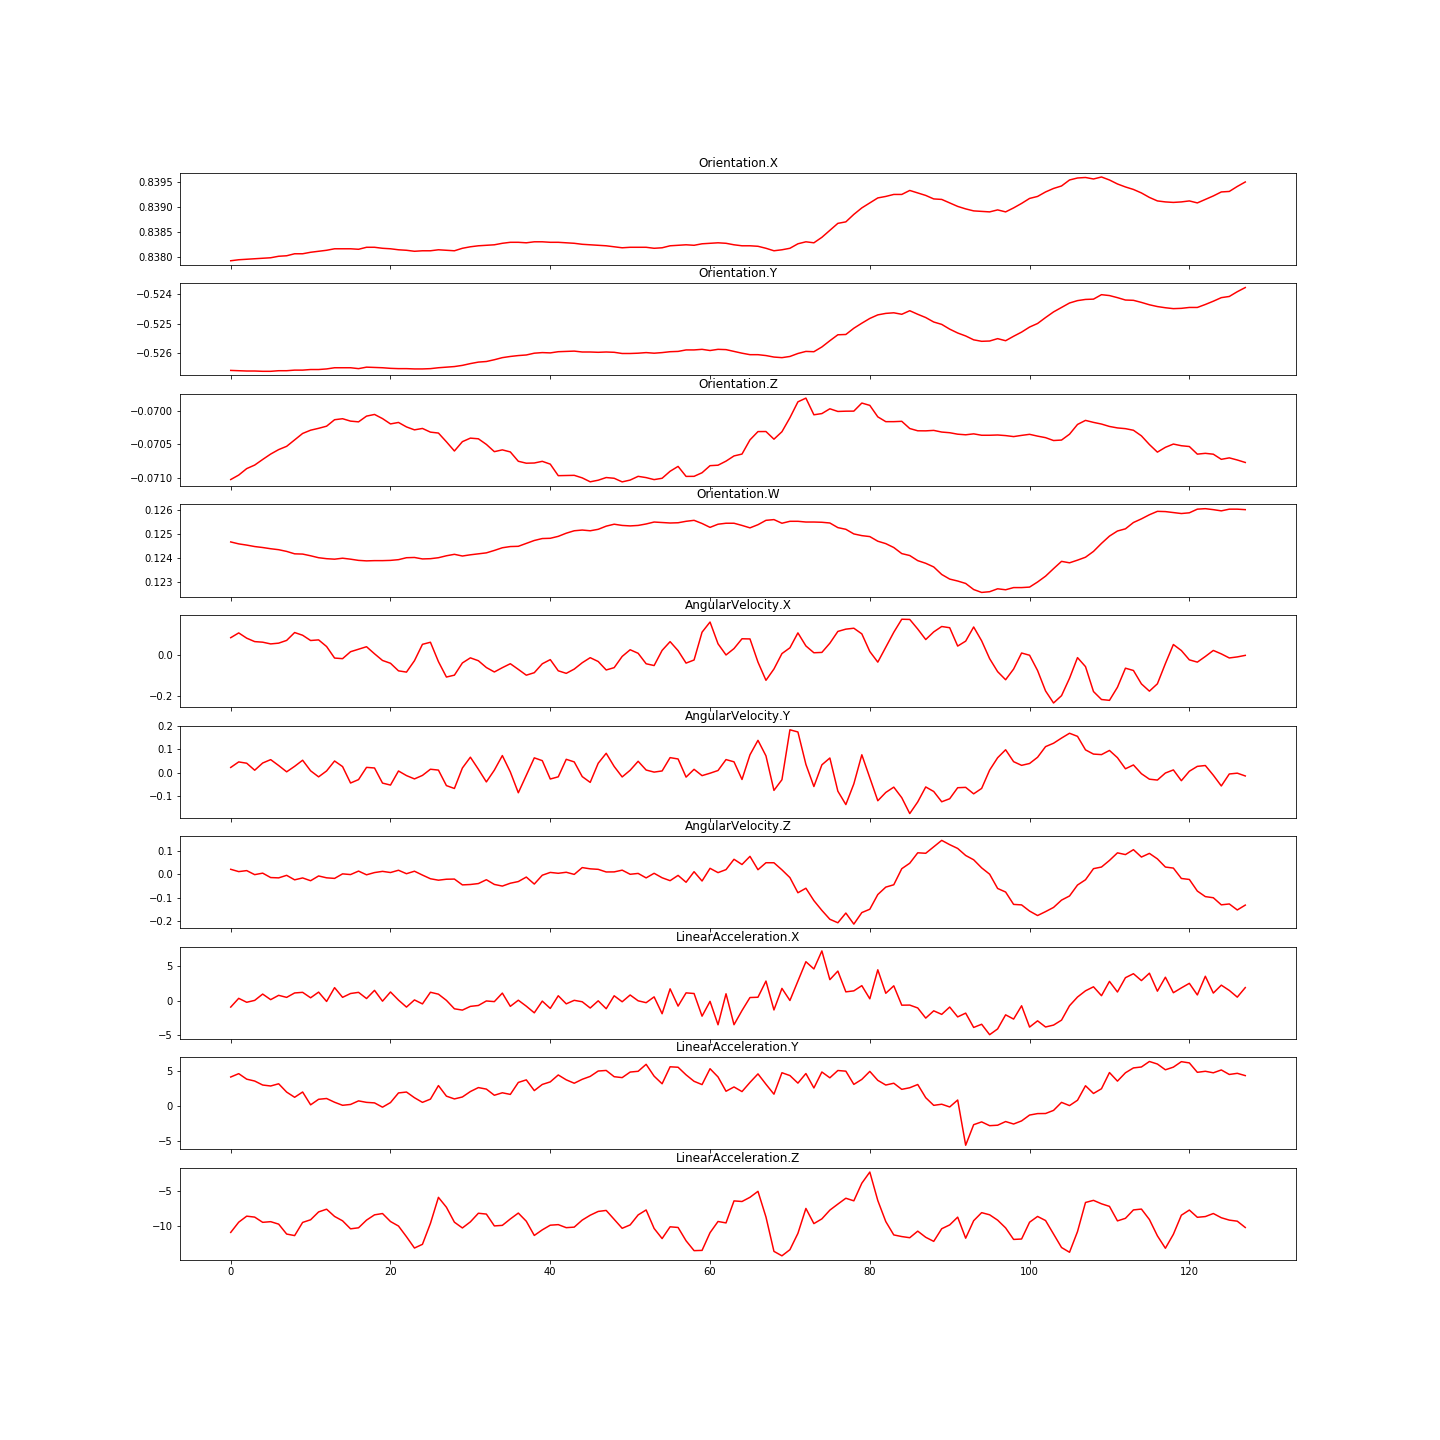 Orientation.X
0.8395
0.8390
0.8385
0.8380
Orientation.Y
−0.524
−0.525
−0.526
Orientation.Z
−0.0700
−0.0705
−0.0710
Orientation.W
0.126
0.125
0.124
0.123
AngularVelocity.X
0.0
−0.2
AngularVelocity.Y
0.2
0.1
0.0
−0.1
AngularVelocity.Z
0.1
0.0
−0.1
−0.2
LinearAcceleration.X
5
0
−5
LinearAcceleration.Y
5
0
−5
LinearAcceleration.Z
−5
−10
0 20 40 60 80 100 120